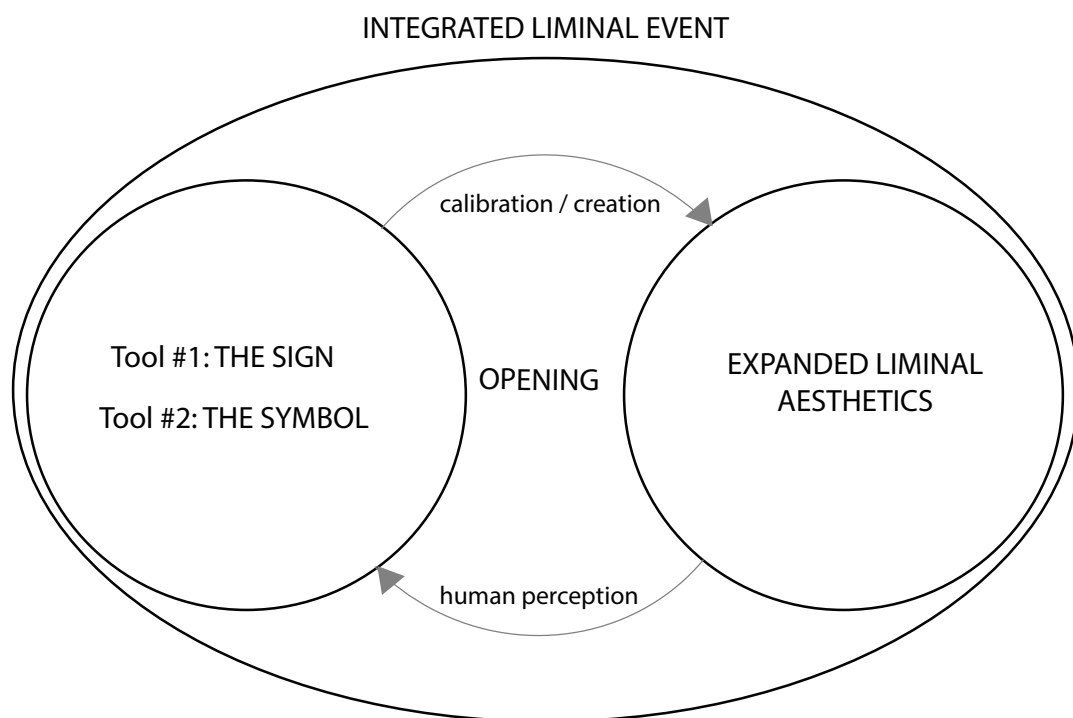 INTEGRATED LIMINAL EVENT
calibration / creation
Tool #1: THE SIGN
Tool #2: THE SYMBOL
OPENING
EXPANDED LIMINAL
AESTHETICS
human perception